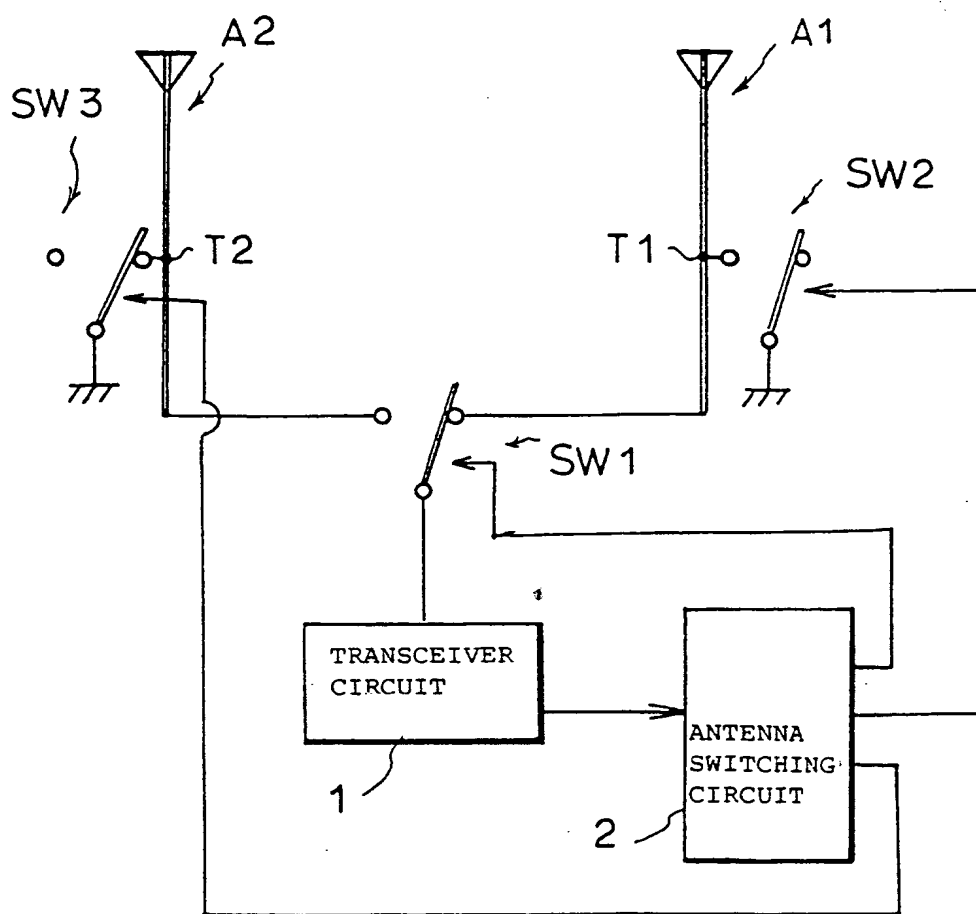 A2
A1
SW3
SW2
T2
T1
SW1
TRANSCEIVER
CIRCUIT
1
ANTENNA
SWITCHING
CIRCUIT
2